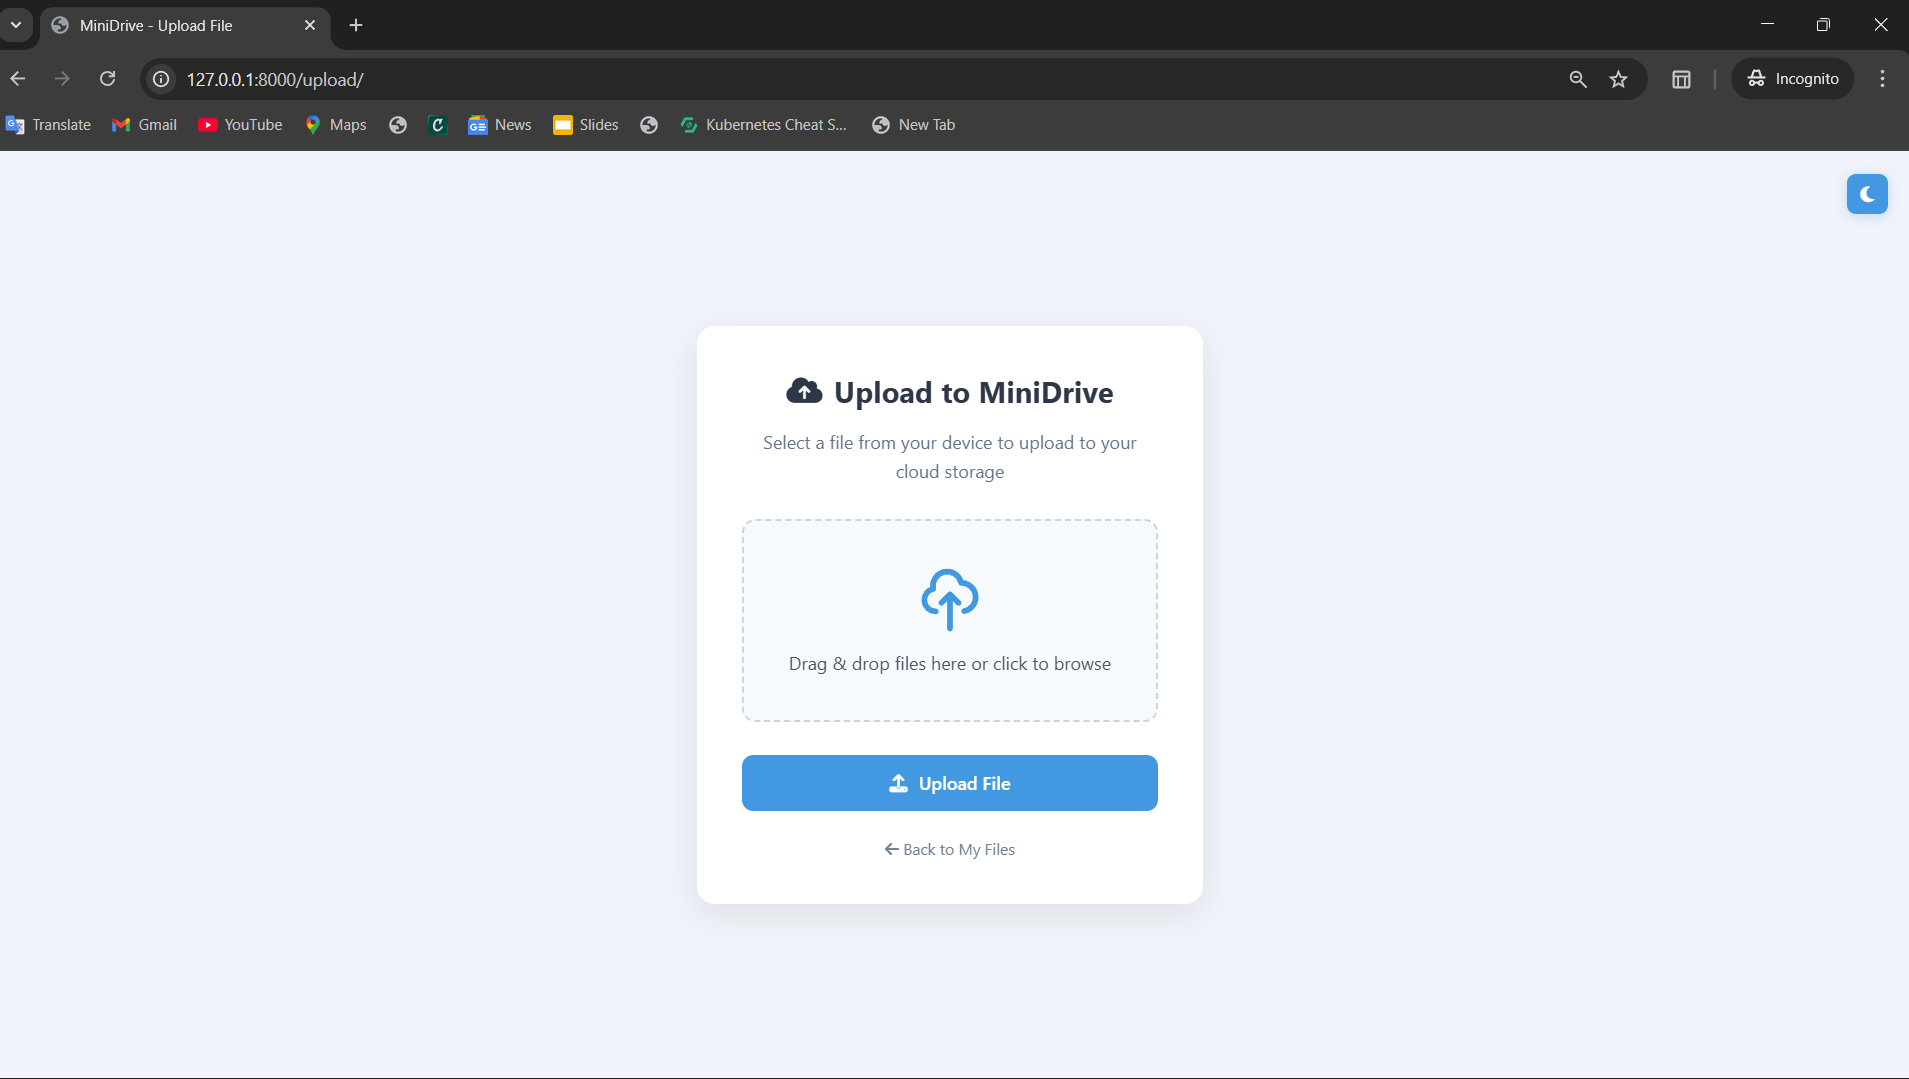 MiniDrive - Upload File
127.0.0.1:8000/upload/
Incognito
Translate
Gmail
YouTube
Maps
News
Slides
Kubernetes Cheat S...
New Tab
Upload to MiniDrive
Select a file from your device to upload to your
cloud storage
Drag & drop files here or click to browse
Upload File
Back to My Files